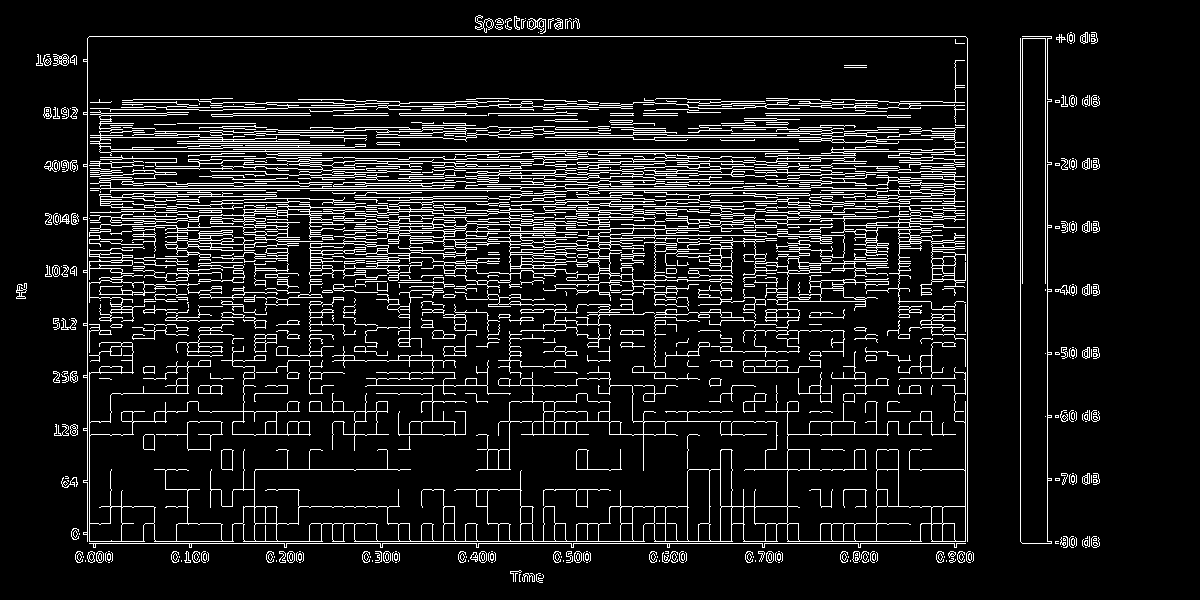 Spectrogram
+0 dB
16384
-10 dB
8192
-20 dB
4096
-30 dB
2048
1024
-40 dB
Hz
512
-50 dB
256
-60 dB
128
-70 dB
64
0
-80 dB
0.000 0.100 0.200 0.300 0.400 0.500 0.600 0.700 0.800 0.900
Time